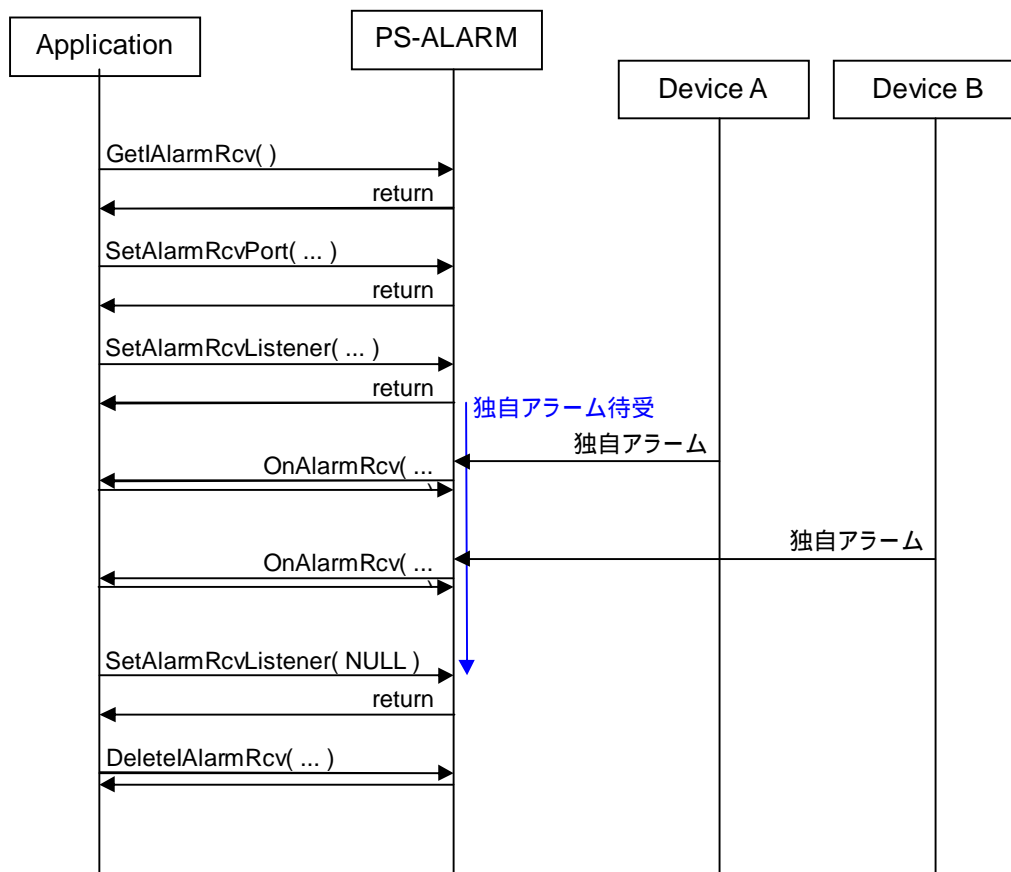 Application
PS-ALARM
Device A
Device B
GetIAlarmRcv( )
return
SetAlarmRcvPort( ... )
return
SetAlarmRcvListener( ... )
return
独自アラーム待受
独自アラーム
OnAlarmRcv( ...
独自アラーム
OnAlarmRcv( ...
SetAlarmRcvListener( NULL )
return
DeleteIAlarmRcv( ... )